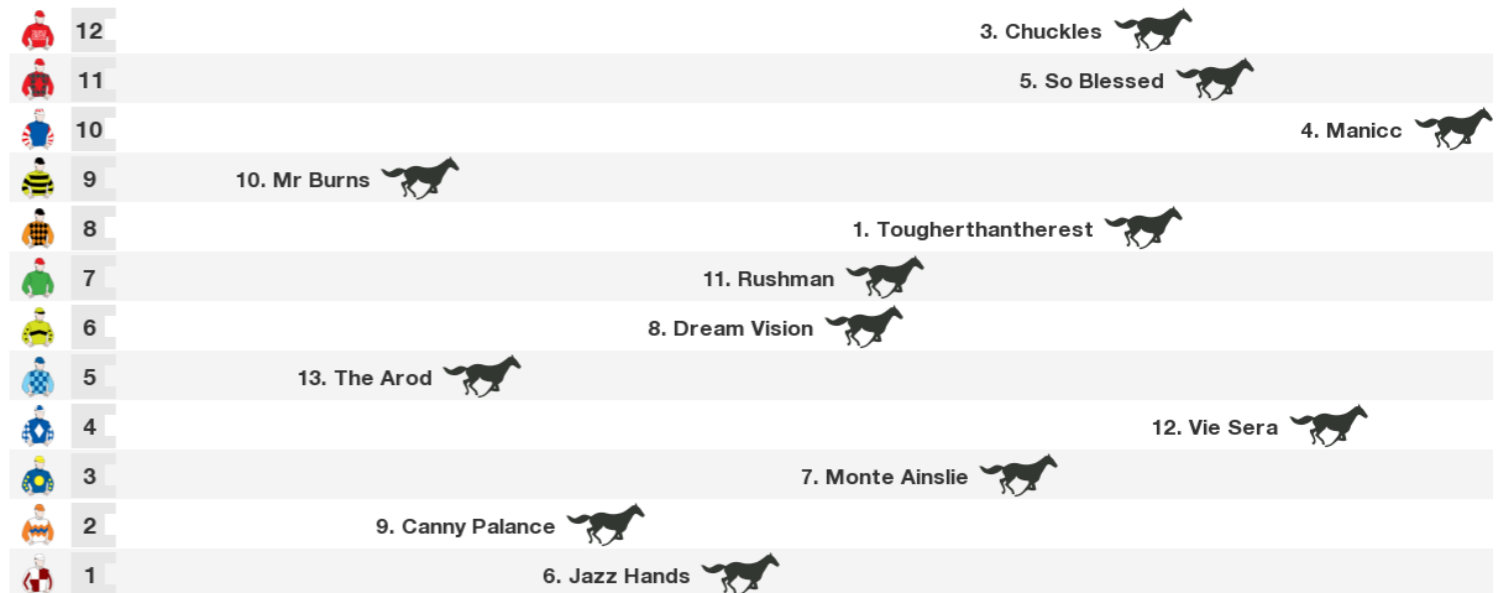 12 3. Chuckles
11 5. So Blessed
10 4. Manicc
9 10. Mr Burns
8 1. Tougherthantherest
7 11. Rushman
6 8. Dream Vision
5 13. The Arod
4 12. Vie Sera
3 7. Monte Ainslie
2 9. Canny Palance
1 6. Jazz Hands